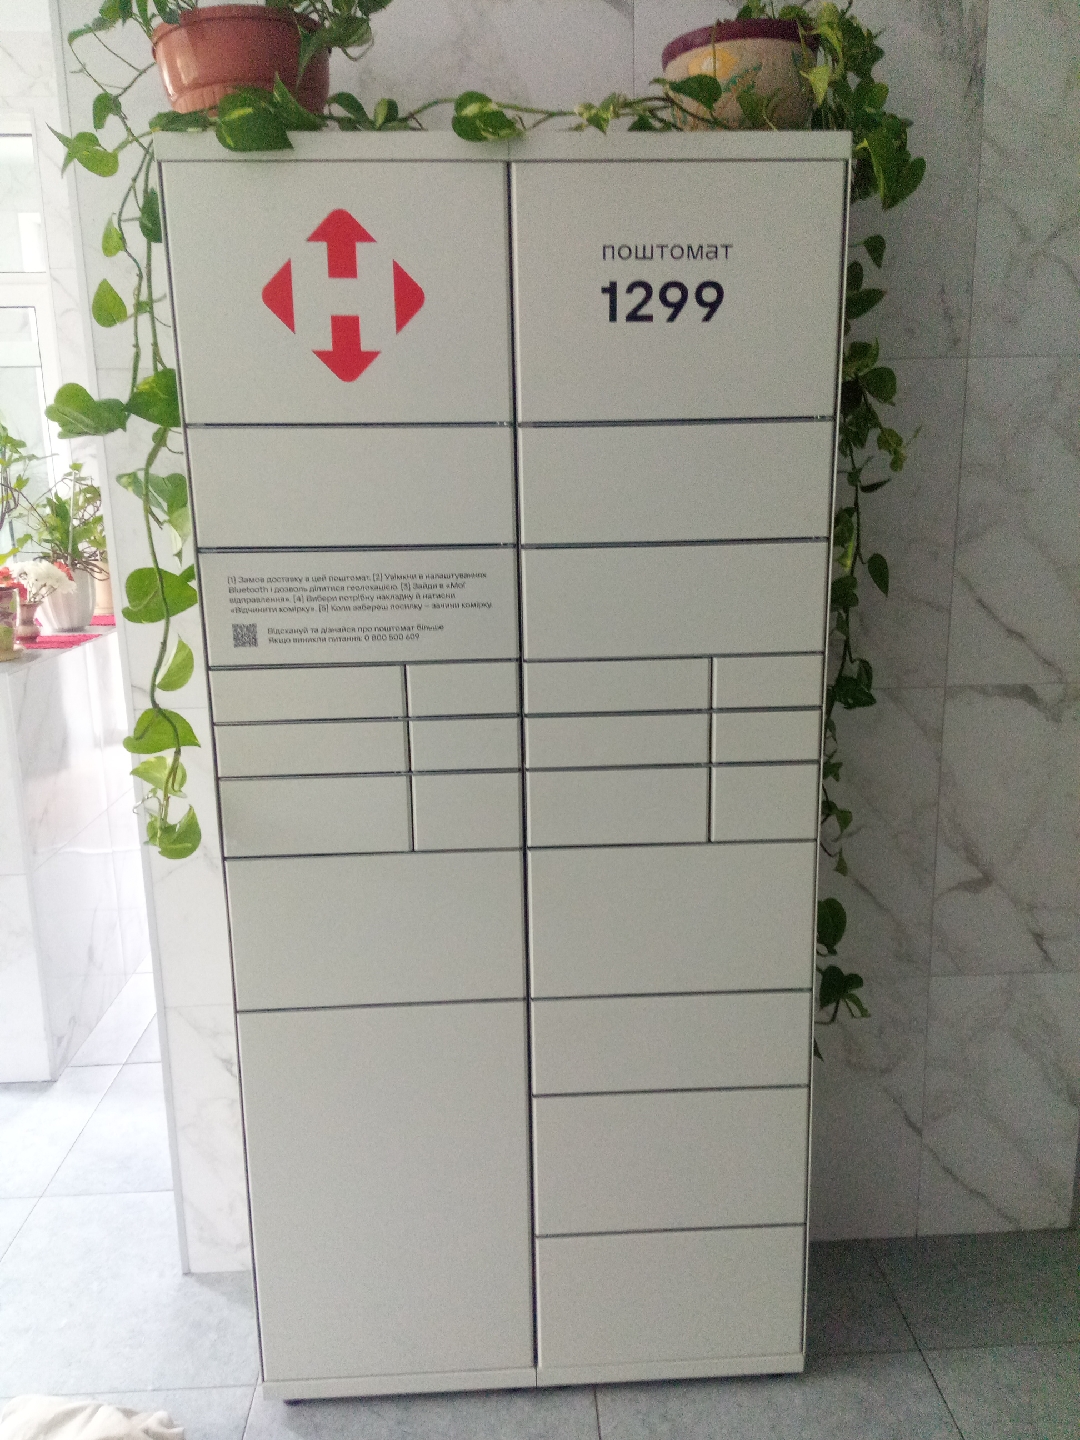 поштомат
1299
[1] Замов доставку в цей поштомат. [2] Увімкни в налаштуваннях
Bluetooth і дозволь ділитися геолокацією. [3] Зайди в «Мої
відправлення». [4] Вибери потрібну накладну й натисни
«Відчинити комірку». [5] Коли забереш посилку – зачини комірку.
Відскануй та дізнайся про поштомат більше
Якщо виникли питання: 0 800 500 609